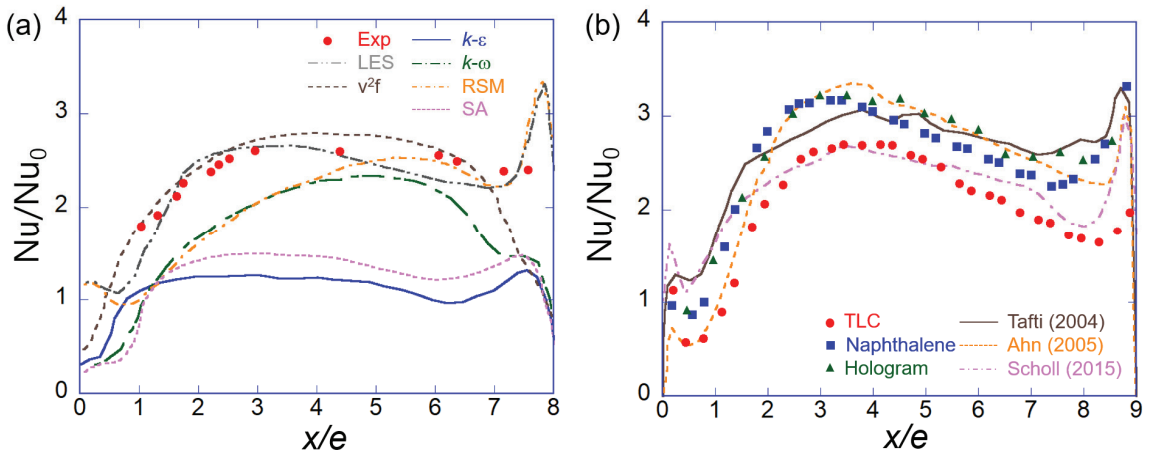 (a)
4
3
2
1
0
Nu/Nu0
Exp
LES
v²f
k-ε
k-ω
RSM
SA
0 1 2 3 4 5 6 7 8
x/e
(b)
4
3
2
1
0
Nu/Nu0
TLC
Naphthalene
Hologram
Tafti (2004)
Ahn (2005)
Scholl (2015)
0 1 2 3 4 5 6 7 8 9
x/e